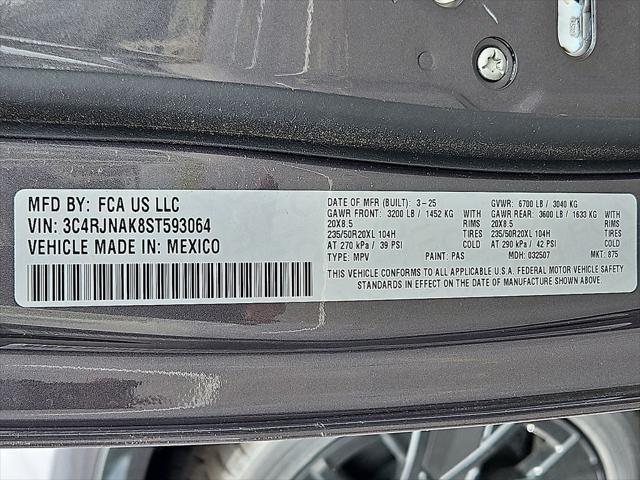 MFD BY: FCA US LLC
VIN: 3C4RJNAK8ST593064
VEHICLE MADE IN: MEXICO
DATE OF MFR (BUILT): 3-25 GVWR: 6700 LB / 3040 KG
GAWR FRONT: 3200 LB / 1452 KG WITH GAWR REAR: 3600 LB / 1633 KG WITH
20X8.5 RIMS 20X8.5 RIMS
235/50R20XL 104H TIRES 235/50R20XL 104H TIRES
AT 270 kPa / 39 PSI COLD AT 290 kPa / 42 PSI COLD
TYPE: MPV PAINT: PAS MDH: 032507 MKT: 875
THIS VEHICLE CONFORMS TO ALL APPLICABLE U.S.A. FEDERAL MOTOR VEHICLE SAFETY
STANDARDS IN EFFECT ON THE DATE OF MANUFACTURE SHOWN ABOVE.